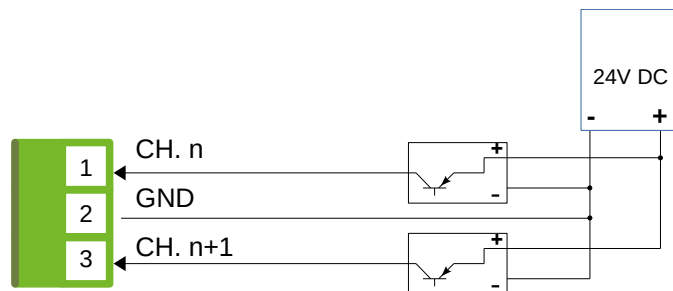 24V DC
- +
1 CH. n + -
2 GND
3 CH. n+1 + -